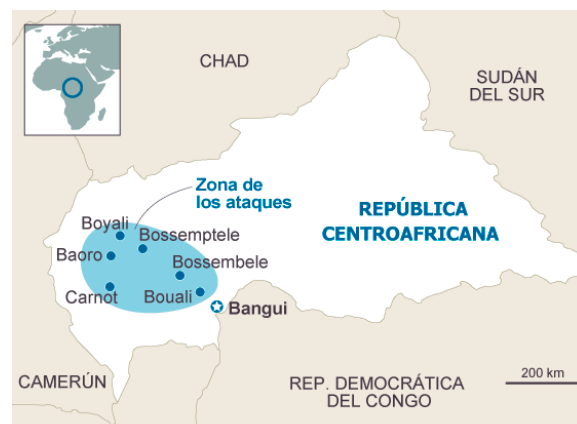 CHAD
SUDÁN
DEL SUR
Zona de
los ataques
REPÚBLICA
CENTROAFRICANA
Boyali
Bossemptele
Baoro
Bossembele
Carnot
Bouali
Bangui
CAMERÚN
REP. DEMOCRÁTICA
DEL CONGO
200 km